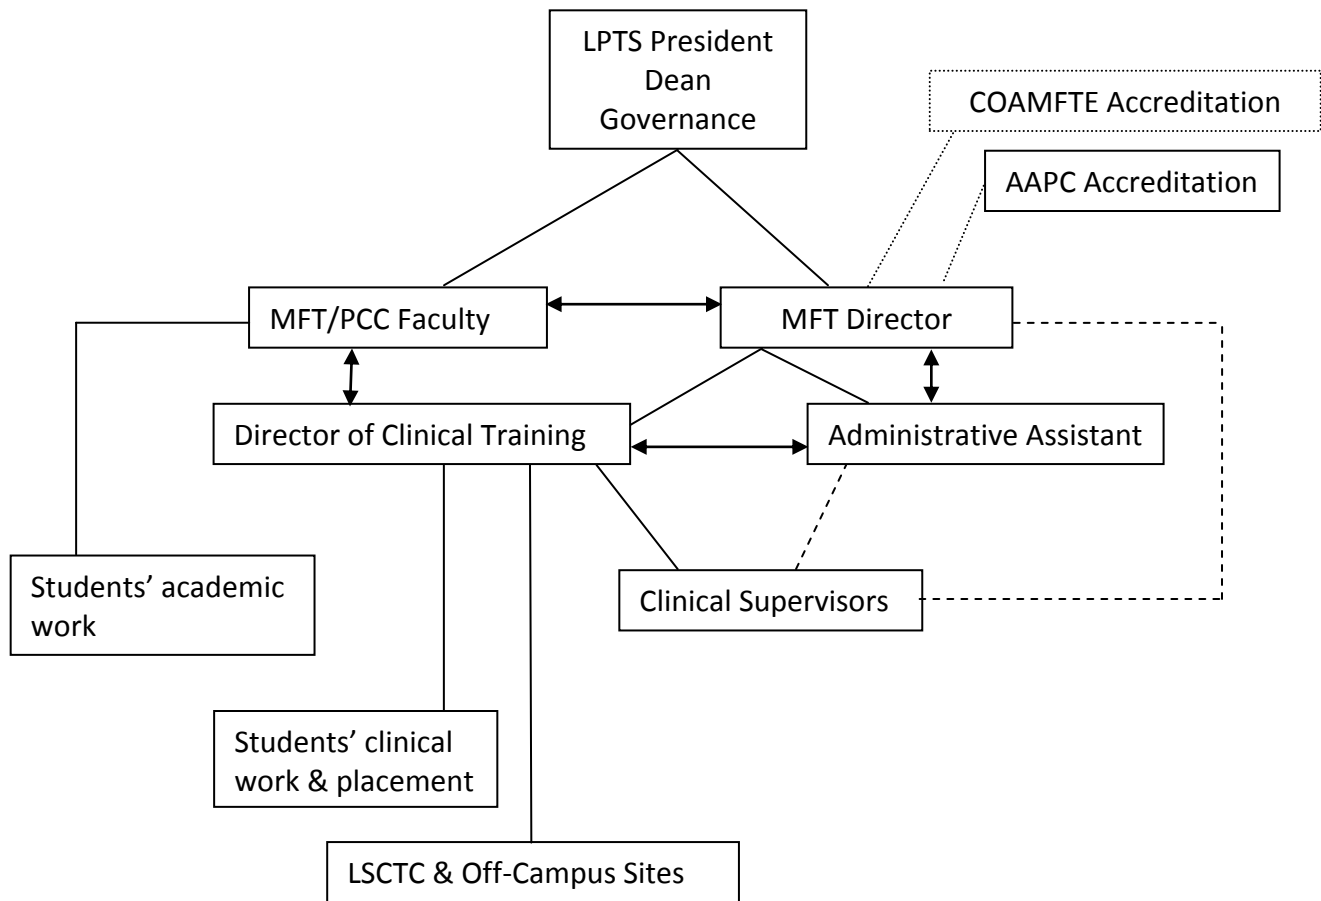 LPTS President
Dean
Governance
COAMFTE Accreditation
AAPC Accreditation
MFT/PCC Faculty
MFT Director
Director of Clinical Training
Administrative Assistant
Students’ academic
work
Clinical Supervisors
Students’ clinical
work & placement
LSCTC & Off-Campus Sites